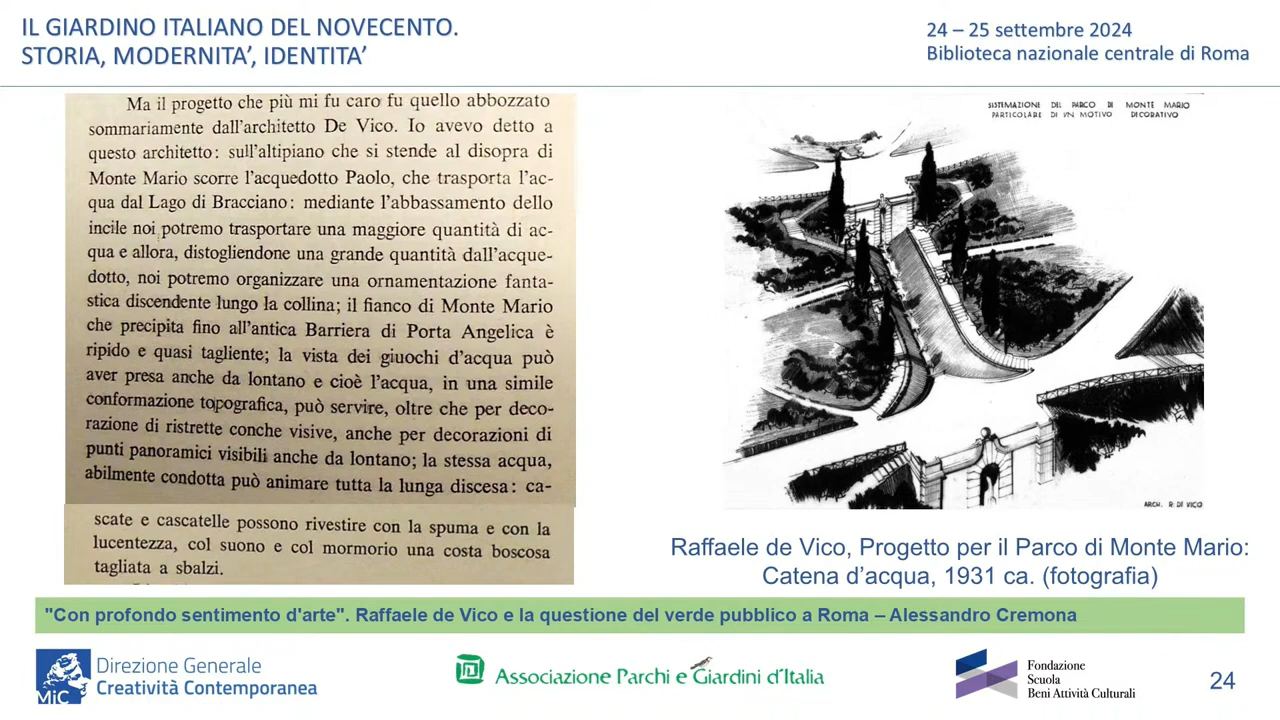 IL GIARDINO ITALIANO DEL NOVECENTO.
STORIA, MODERNITA’, IDENTITA’
24 – 25 settembre 2024
Biblioteca nazionale centrale di Roma
Ma il progetto che più mi fu caro fu quello abbozzato
sommariamente dall'architetto De Vico. Io avevo detto a
questo architetto: sull'altipiano che si stende al disopra di
Monte Mario scorre l'acquedotto Paolo, che trasporta l'ac-
qua dal Lago di Bracciano: mediante l'abbassamento dello
incile noi potremo trasportare una maggiore quantità di ac-
qua e allora, distogliendone una grande quantità dall'acque-
dotto, noi potremo organizzare una ornamentazione fanta-
stica discendente lungo la collina; il fianco di Monte Mario
che precipita fino all'antica Barriera di Porta Angelica è
ripido e quasi tagliente; la vista dei giuochi d'acqua può
aver presa anche da lontano e cioè l'acqua, in una simile
conformazione topografica, può servire, oltre che per deco-
razione di ristrette conche visive, anche per decorazioni di
punti panoramici visibili anche da lontano; la stessa acqua,
abilmente condotta può animare tutta la lunga discesa: ca-
scate e cascatelle possono rivestire con la spuma e con la
lucentezza, col suono e col mormorio una costa boscosa
tagliata a sbalzi.
SISTEMAZIONE DEL PARCO DI MONTE MARIO
PARTICOLARE DI VN MOTIVO DECORATIVO
ARCH. R. DE VICO
Raffaele de Vico, Progetto per il Parco di Monte Mario:
Catena d’acqua, 1931 ca. (fotografia)
"Con profondo sentimento d'arte". Raffaele de Vico e la questione del verde pubblico a Roma – Alessandro Cremona
MiC
Direzione Generale
Creatività Contemporanea
Associazione Parchi e Giardini d'Italia
Fondazione
Scuola
Beni Attività Culturali
24